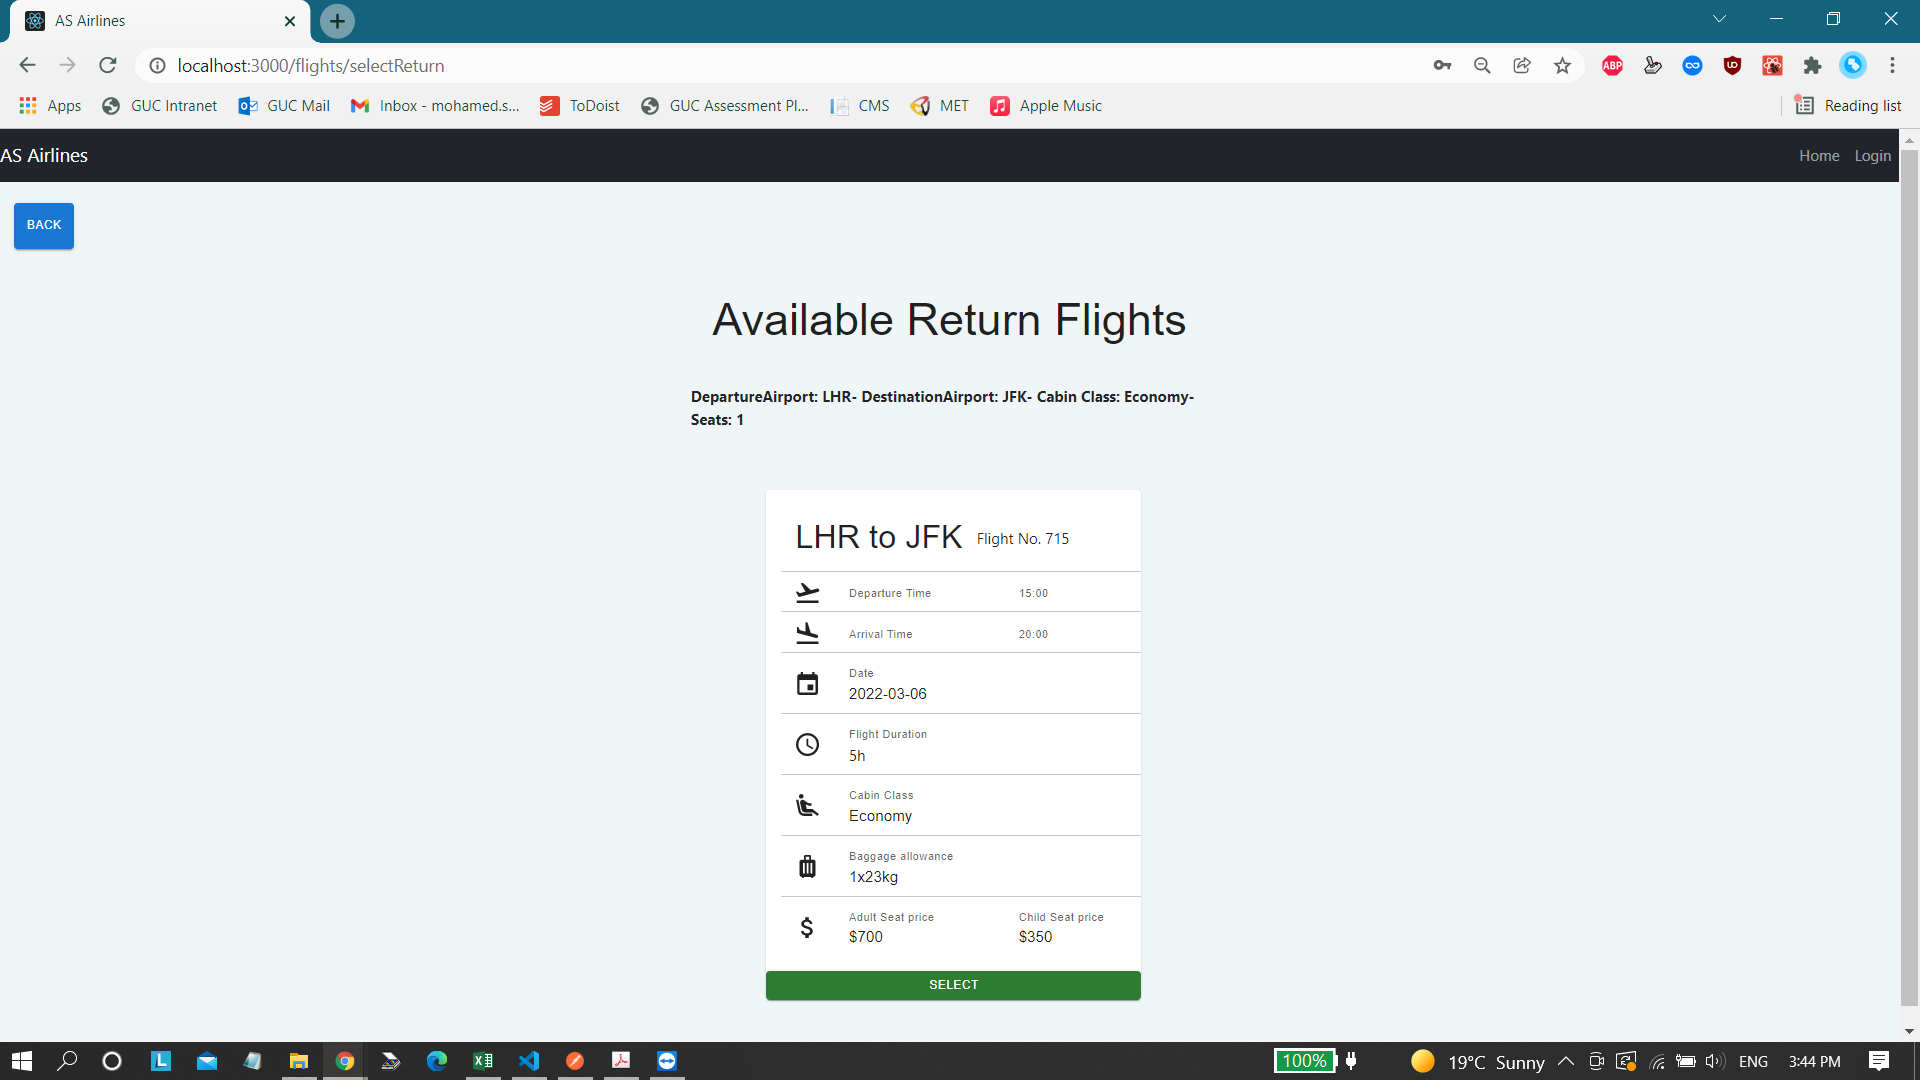 AS Airlines
localhost:3000/flights/selectReturn
ABP
Apps
GUC Intranet
GUC Mail
Inbox - mohamed.s...
ToDoist
GUC Assessment Pl...
CMS
MET
Apple Music
Reading list
AS Airlines
Home
Login
BACK
Available Return Flights
DepartureAirport: LHR- DestinationAirport: JFK- Cabin Class: Economy-
Seats: 1
LHR to JFK Flight No. 715
Departure Time 15:00
Arrival Time 20:00
Date
2022-03-06
Flight Duration
5h
Cabin Class
Economy
Baggage allowance
1x23kg
Adult Seat price Child Seat price
$700 $350
SELECT
100%
19°C Sunny
ENG
3:44 PM